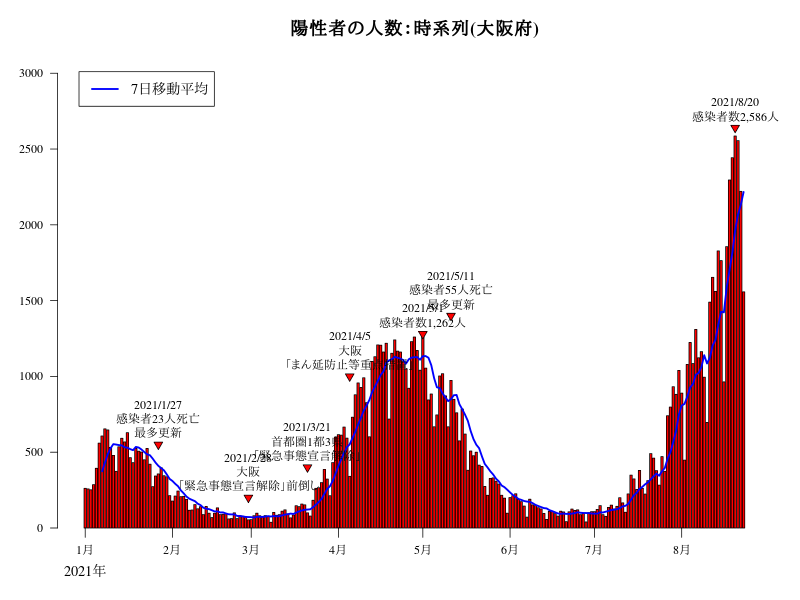 陽性者の人数：時系列(大阪府)
7日移動平均
3000
2500
2000
1500
1000
500
0
2021/8/20
感染者数2,586人
2021/5/11
感染者55人死亡
最多更新
2021/5/1
感染者数1,262人
2021/4/5
大阪
「まん延防止等重
2021/1/27
感染者23人死亡
最多更新
2021/3/21
首都圏1都3県
「緊急事態宣言解除」
2021/2/28
大阪
「緊急事態宣言解除」前倒し
1月
2月
3月
4月
5月
6月
7月
8月
2021年